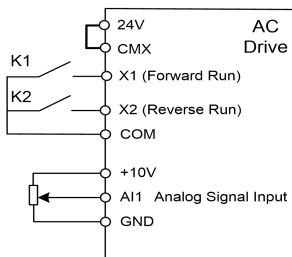 24V
AC
Drive
CMX
K1
X1 (Forward Run)
K2
X2 (Reverse Run)
COM
+10V
AI1 Analog Signal Input
GND